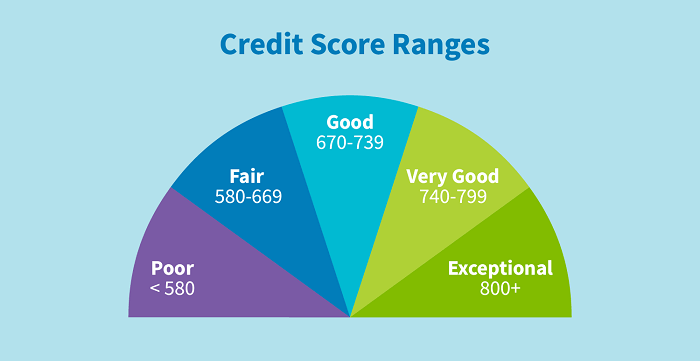 Credit Score Ranges
Good
670-739
Fair
580-669
Very Good
740-799
Poor
< 580
Exceptional
800+